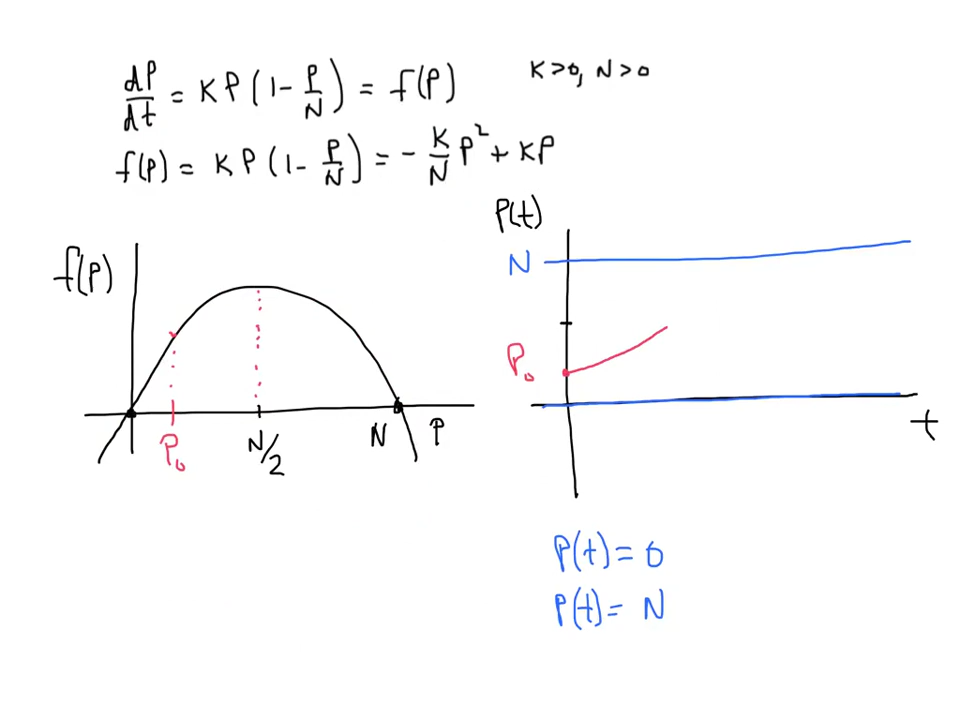 dP/dt = KP(1 - P/N) = f(P)    K>0, N>0
f(P) = KP(1 - P/N) = - K/N P² + KP
P(t)
N
f(P)
P₀
t
P₀
N/2
N
P
P(t) = 0
P(t) = N